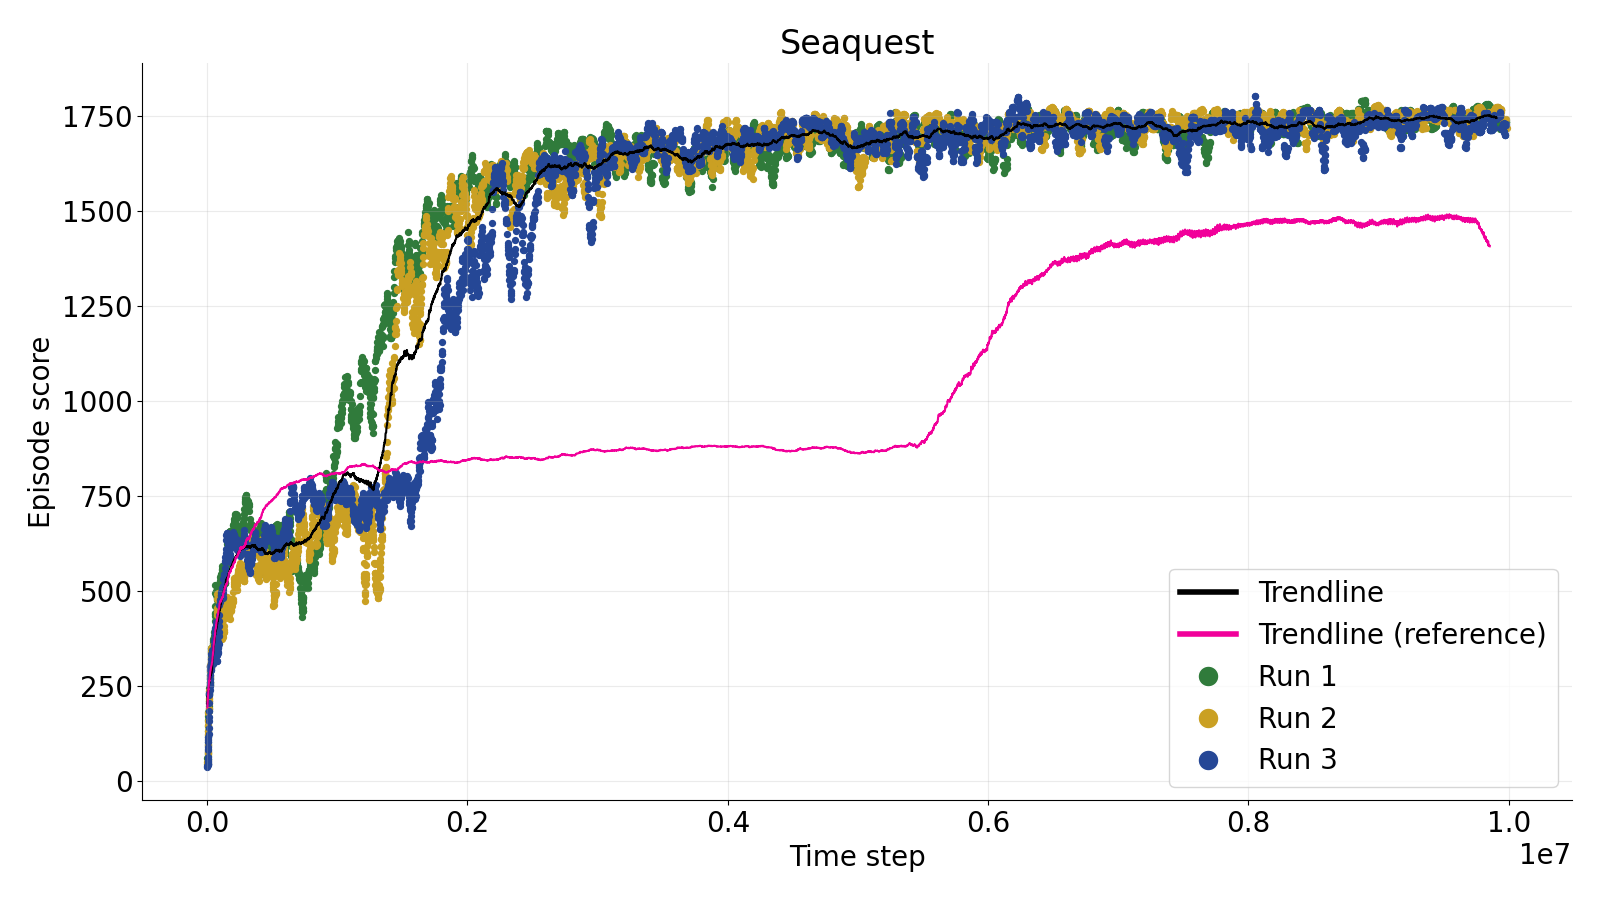 Seaquest
1750
1500
1250
1000
750
500
250
0
Episode score
0.0
0.2
0.4
0.6
0.8
1.0
1e7
Time step
Trendline
Trendline (reference)
Run 1
Run 2
Run 3